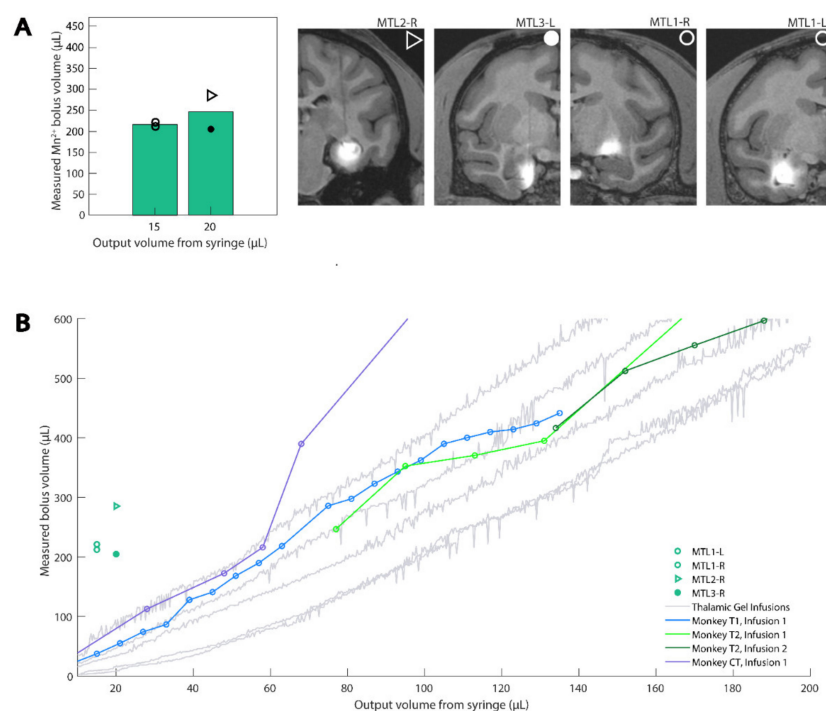 A
Measured Mn²⁺ bolus volume (µL)
450
400
350
300
250
200
150
100
50
0
15
20
Output volume from syringe (µL)
MTL2-R
MTL3-L
MTL1-R
MTL1-L
B
Measured bolus volume (µL)
600
500
400
300
200
100
0
20
40
60
80
100
120
140
160
180
200
Output volume from syringe (µL)
MTL1-L
MTL1-R
MTL2-R
MTL3-R
Thalamic Gel Infusions
Monkey T1, Infusion 1
Monkey T2, Infusion 1
Monkey T2, Infusion 2
Monkey CT, Infusion 1